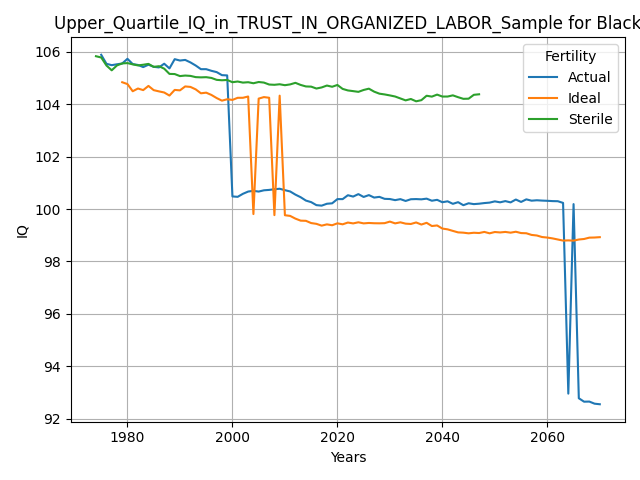 Upper_Quartile_IQ_in_TRUST_IN_ORGANIZED_LABOR_Sample for Black
Fertility
Actual
Ideal
Sterile
IQ
106
104
102
100
98
96
94
92
1980
2000
2020
2040
2060
Years